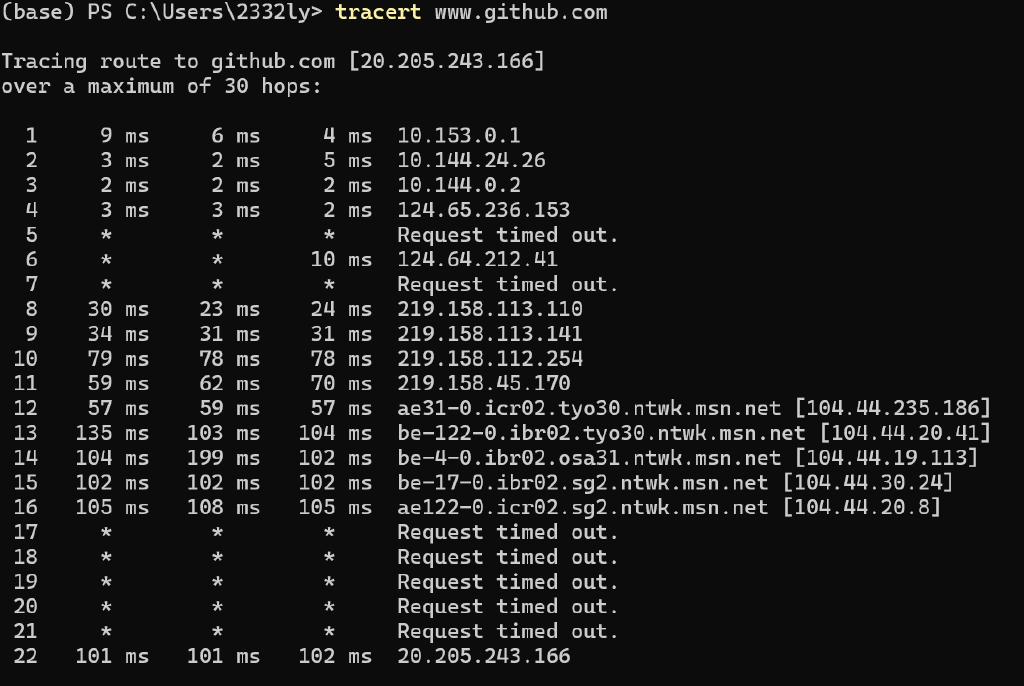 (base) PS C:\Users\2332ly> tracert www.github.com
Tracing route to github.com [20.205.243.166]
over a maximum of 30 hops:
1 9 ms 6 ms 4 ms 10.153.0.1
2 3 ms 2 ms 5 ms 10.144.24.26
3 2 ms 2 ms 2 ms 10.144.0.2
4 3 ms 3 ms 2 ms 124.65.236.153
5 * * * Request timed out.
6 * * 10 ms 124.64.212.41
7 * * * Request timed out.
8 30 ms 23 ms 24 ms 219.158.113.110
9 34 ms 31 ms 31 ms 219.158.113.141
10 79 ms 78 ms 78 ms 219.158.112.254
11 59 ms 62 ms 70 ms 219.158.45.170
12 57 ms 59 ms 57 ms ae31-0.icr02.tyo30.ntwk.msn.net [104.44.235.186]
13 135 ms 103 ms 104 ms be-122-0.ibr02.tyo30.ntwk.msn.net [104.44.20.41]
14 104 ms 199 ms 102 ms be-4-0.ibr02.osa31.ntwk.msn.net [104.44.19.113]
15 102 ms 102 ms 102 ms be-17-0.ibr02.sg2.ntwk.msn.net [104.44.30.24]
16 105 ms 108 ms 105 ms ae122-0.icr02.sg2.ntwk.msn.net [104.44.20.8]
17 * * * Request timed out.
18 * * * Request timed out.
19 * * * Request timed out.
20 * * * Request timed out.
21 * * * Request timed out.
22 101 ms 101 ms 102 ms 20.205.243.166